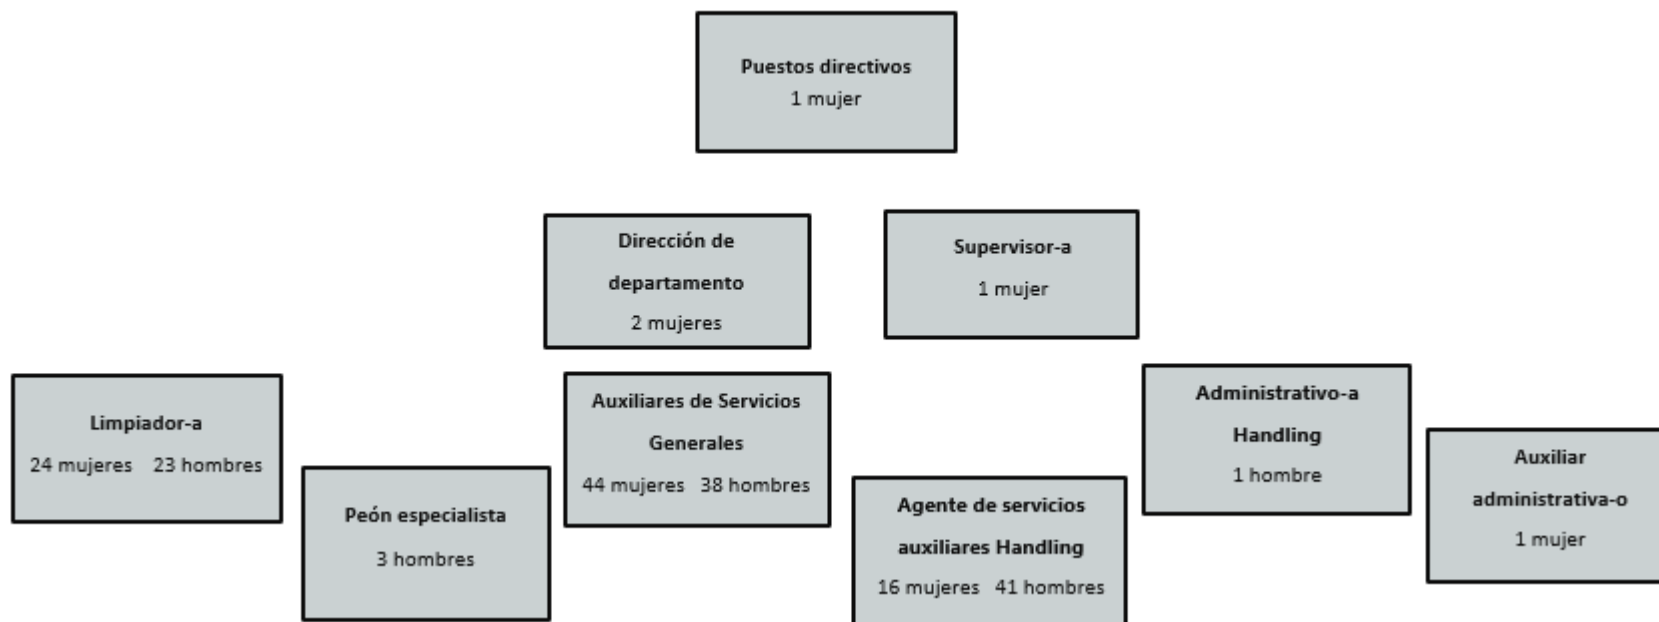 Puestos directivos
1 mujer
Dirección de
departamento
2 mujeres
Supervisor-a
1 mujer
Limpiador-a
24 mujeres 23 hombres
Peón especialista
3 hombres
Auxiliares de Servicios
Generales
44 mujeres 38 hombres
Agente de servicios
auxiliares Handling
16 mujeres 41 hombres
Administrativo-a
Handling
1 hombre
Auxiliar
administrativa-o
1 mujer